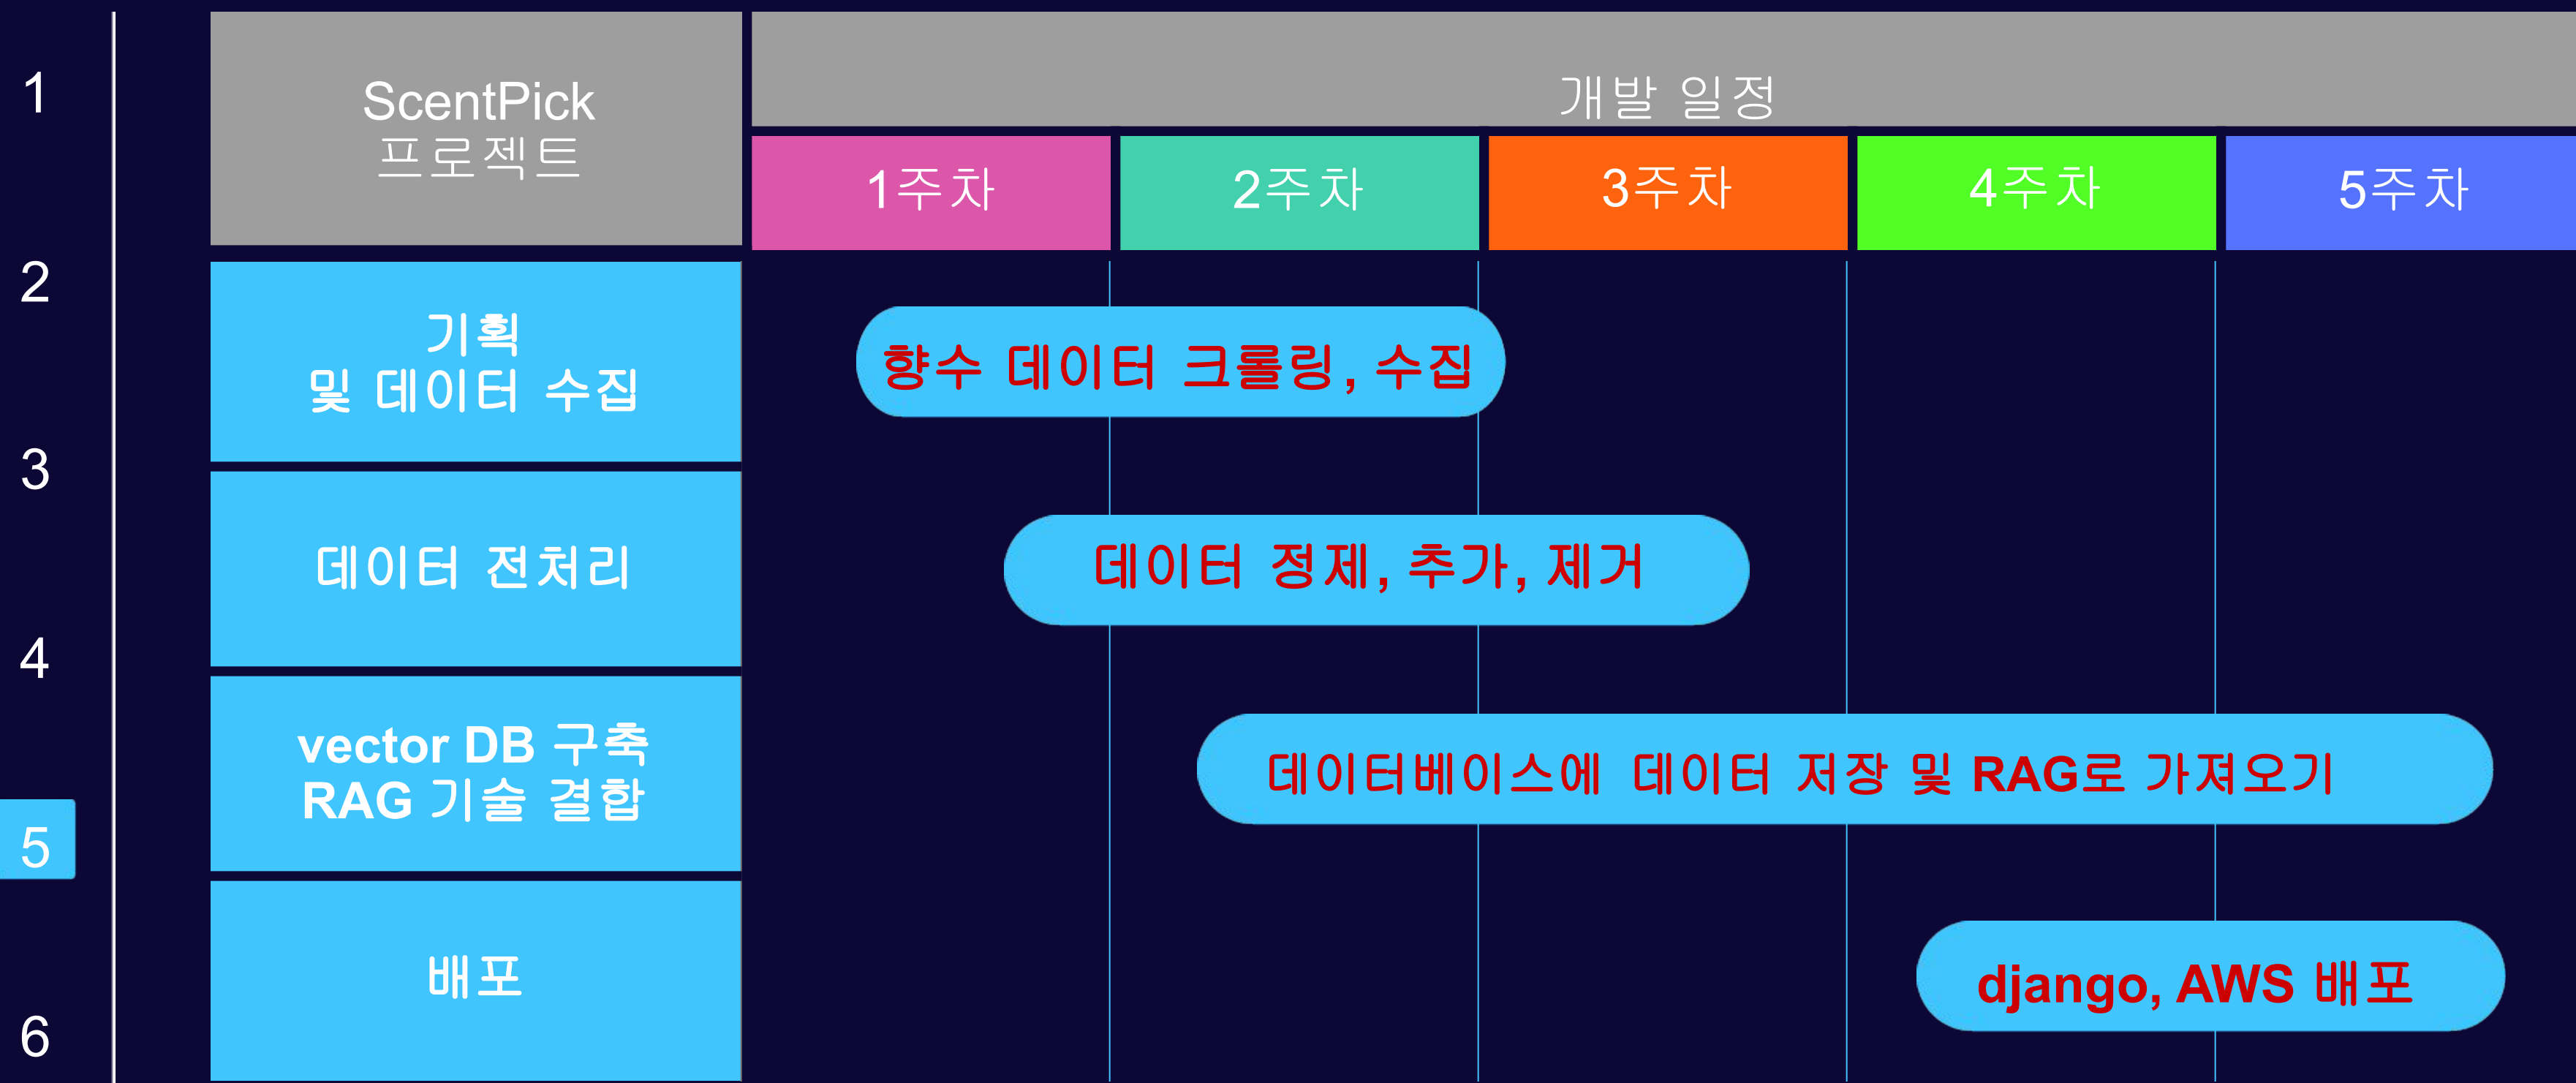 1
2
3
4
5
6
ScentPick
프로젝트
개발 일정
1주차
2주차
3주차
4주차
5주차
기획
및 데이터 수집
향수 데이터 크롤링, 수집
데이터 전처리
데이터 정제, 추가, 제거
vector DB 구축
RAG 기술 결합
데이터베이스에 데이터 저장 및 RAG로 가져오기
배포
django, AWS 배포